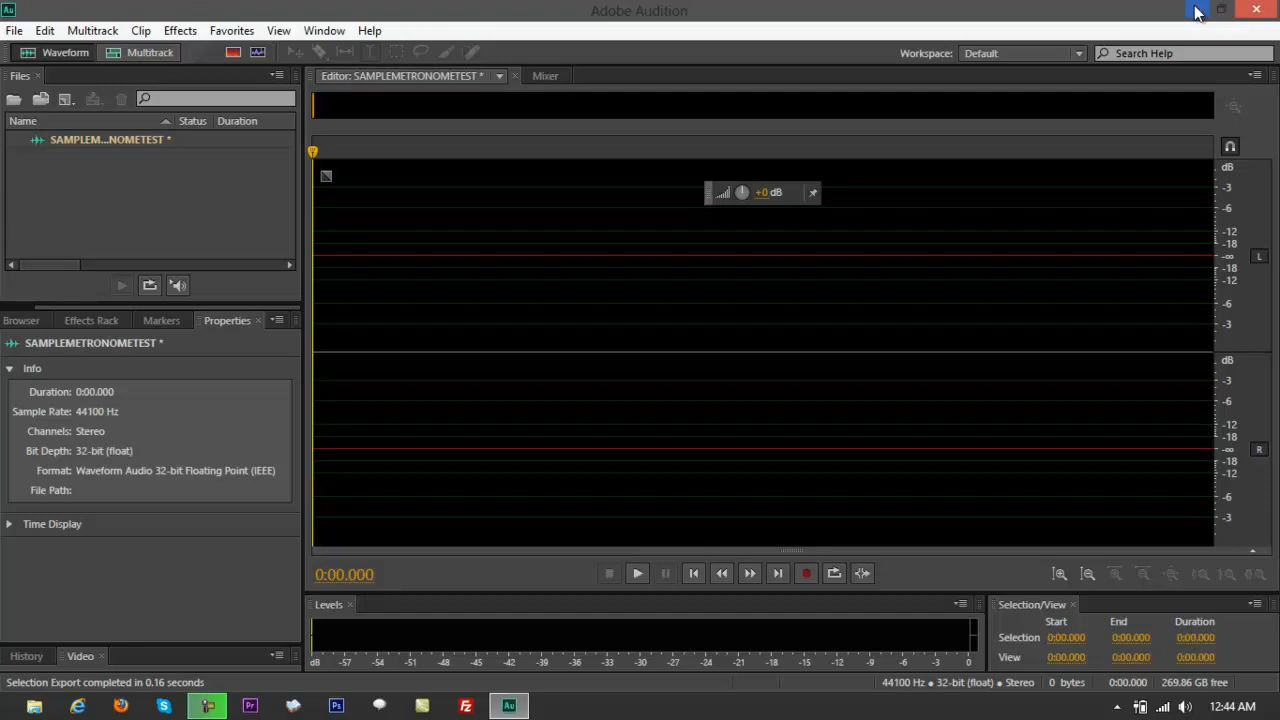 Au
Adobe Audition
File Edit Multitrack Clip Effects Favorites View Window Help
Waveform Multitrack Workspace: Default Search Help
Files × Editor: SAMPLEMETRONOMETEST * × Mixer
Name Status Duration
SAMPLEM...NOMETEST *
dB
-3
-6
+0 dB
-12
-18
-∞ L
-18
-12
-6
-3
Browser Effects Rack Markers Properties ×
SAMPLEMETRONOMETEST *
Info
Duration: 0:00.000
Sample Rate: 44100 Hz
Channels: Stereo
Bit Depth: 32-bit (float)
Format: Waveform Audio 32-bit Floating Point (IEEE)
File Path:
Time Display
dB
-3
-6
-12
-18
-∞ R
-18
-12
-6
-3
0:00.000
Levels × Selection/View ×
Start End Duration
Selection 0:00.000 0:00.000 0:00.000
View 0:00.000 0:00.000 0:00.000
dB -57 -54 -51 -48 -45 -42 -39 -36 -33 -30 -27 -24 -21 -18 -15 -12 -9 -6 -3 0
History Video ×
Selection Export completed in 0.16 seconds 44100 Hz ● 32-bit (float) ● Stereo 0 bytes 0:00.000 269.86 GB free
Pr Ps Fz Au 12:44 AM